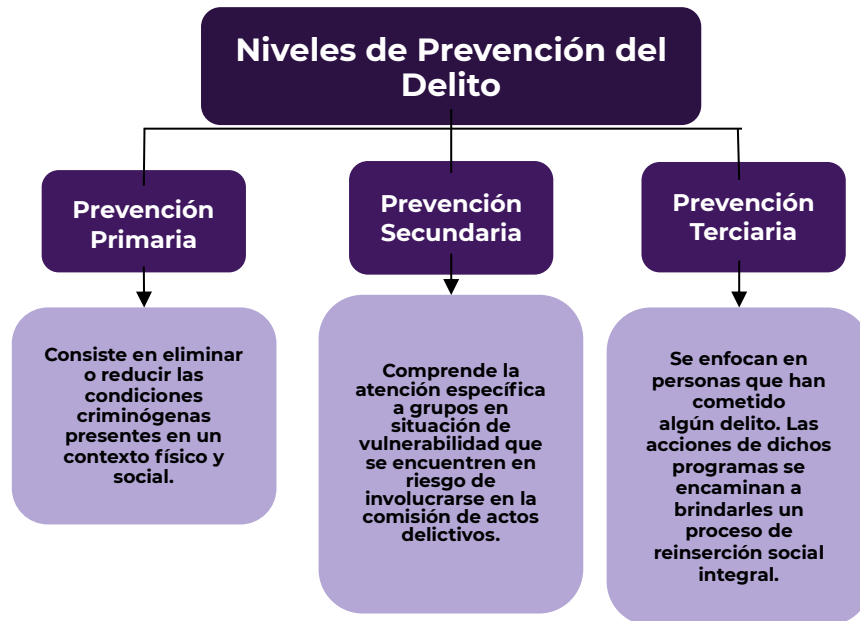 Niveles de Prevención del
Delito
Prevención
Primaria
Consiste en eliminar
o reducir las
condiciones
criminógenas
presentes en un
contexto físico y
social.
Prevención
Secundaria
Comprende la
atención específica
a grupos en
situación de
vulnerabilidad que
se encuentren en
riesgo de
involucrarse en la
comisión de actos
delictivos.
Prevención
Terciaria
Se enfocan en
personas que han
cometido
algún delito. Las
acciones de dichos
programas se
encaminan a
brindarles un
proceso de
reinserción social
integral.